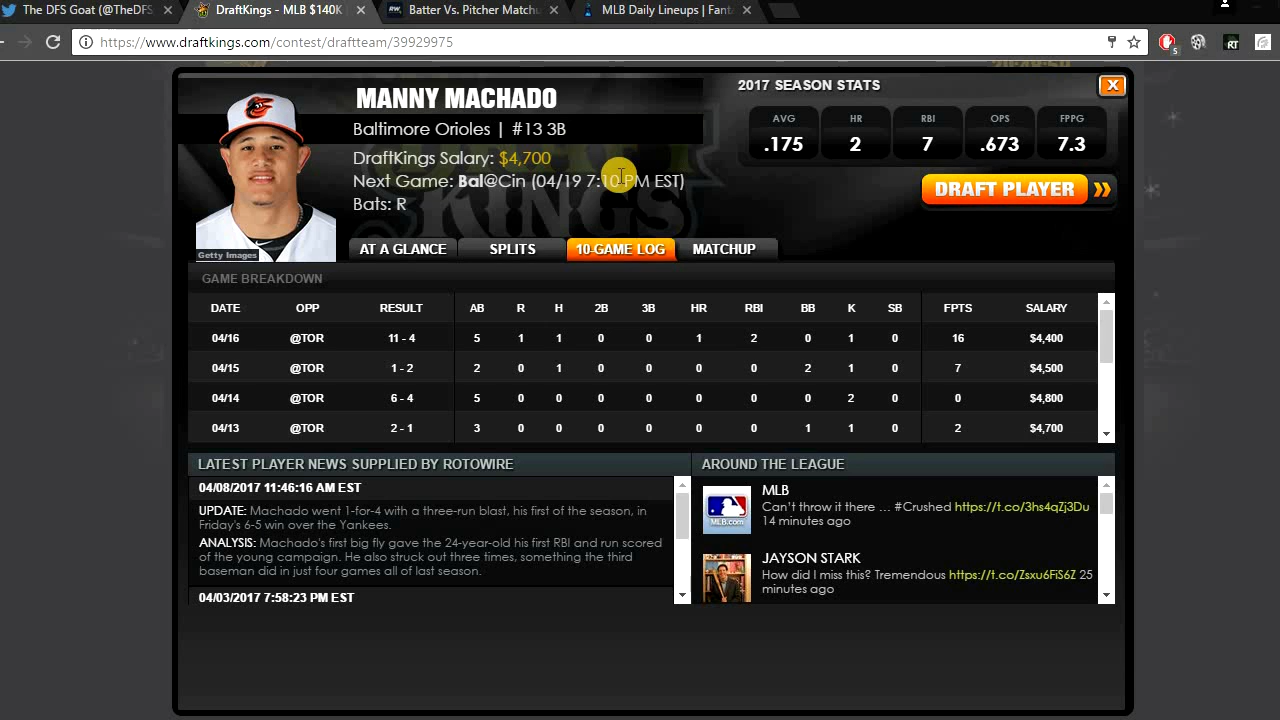 The DFS Goat (@TheDFS
DraftKings - MLB $140K
Batter Vs. Pitcher Matchu
MLB Daily Lineups | Fant
https://www.draftkings.com/contest/draftteam/39929975
MANNY MACHADO
Baltimore Orioles | #13 3B
DraftKings Salary: $4,700
Next Game: Bal@Cin (04/19 7:10 PM EST)
Bats: R
Getty Images
2017 SEASON STATS
X
AVG HR RBI OPS FPPG
.175 2 7 .673 7.3
DRAFT PLAYER
AT A GLANCE SPLITS 10-GAME LOG MATCHUP
GAME BREAKDOWN
DATE OPP RESULT AB R H 2B 3B HR RBI BB K SB FPTS SALARY
04/16 @TOR 11 - 4 5 1 1 0 0 1 2 0 1 0 16 $4,400
04/15 @TOR 1 - 2 2 0 1 0 0 0 0 2 1 0 7 $4,500
04/14 @TOR 6 - 4 5 0 0 0 0 0 0 0 2 0 0 $4,800
04/13 @TOR 2 - 1 3 0 0 0 0 0 0 1 1 0 2 $4,700
LATEST PLAYER NEWS SUPPLIED BY ROTOWIRE
04/08/2017 11:46:16 AM EST
UPDATE: Machado went 1-for-4 with a three-run blast, his first of the season, in
Friday's 6-5 win over the Yankees.
ANALYSIS: Machado's first big fly gave the 24-year-old his first RBI and run scored
of the young campaign. He also struck out three times, something the third
baseman did in just four games all of last season.
04/03/2017 7:58:23 PM EST
AROUND THE LEAGUE
MLB.com
MLB
Can't throw it there ... #Crushed https://t.co/3hs4qZj3Du
14 minutes ago
JAYSON STARK
How did I miss this? Tremendous https://t.co/Zsxu6FiS6Z 25
minutes ago